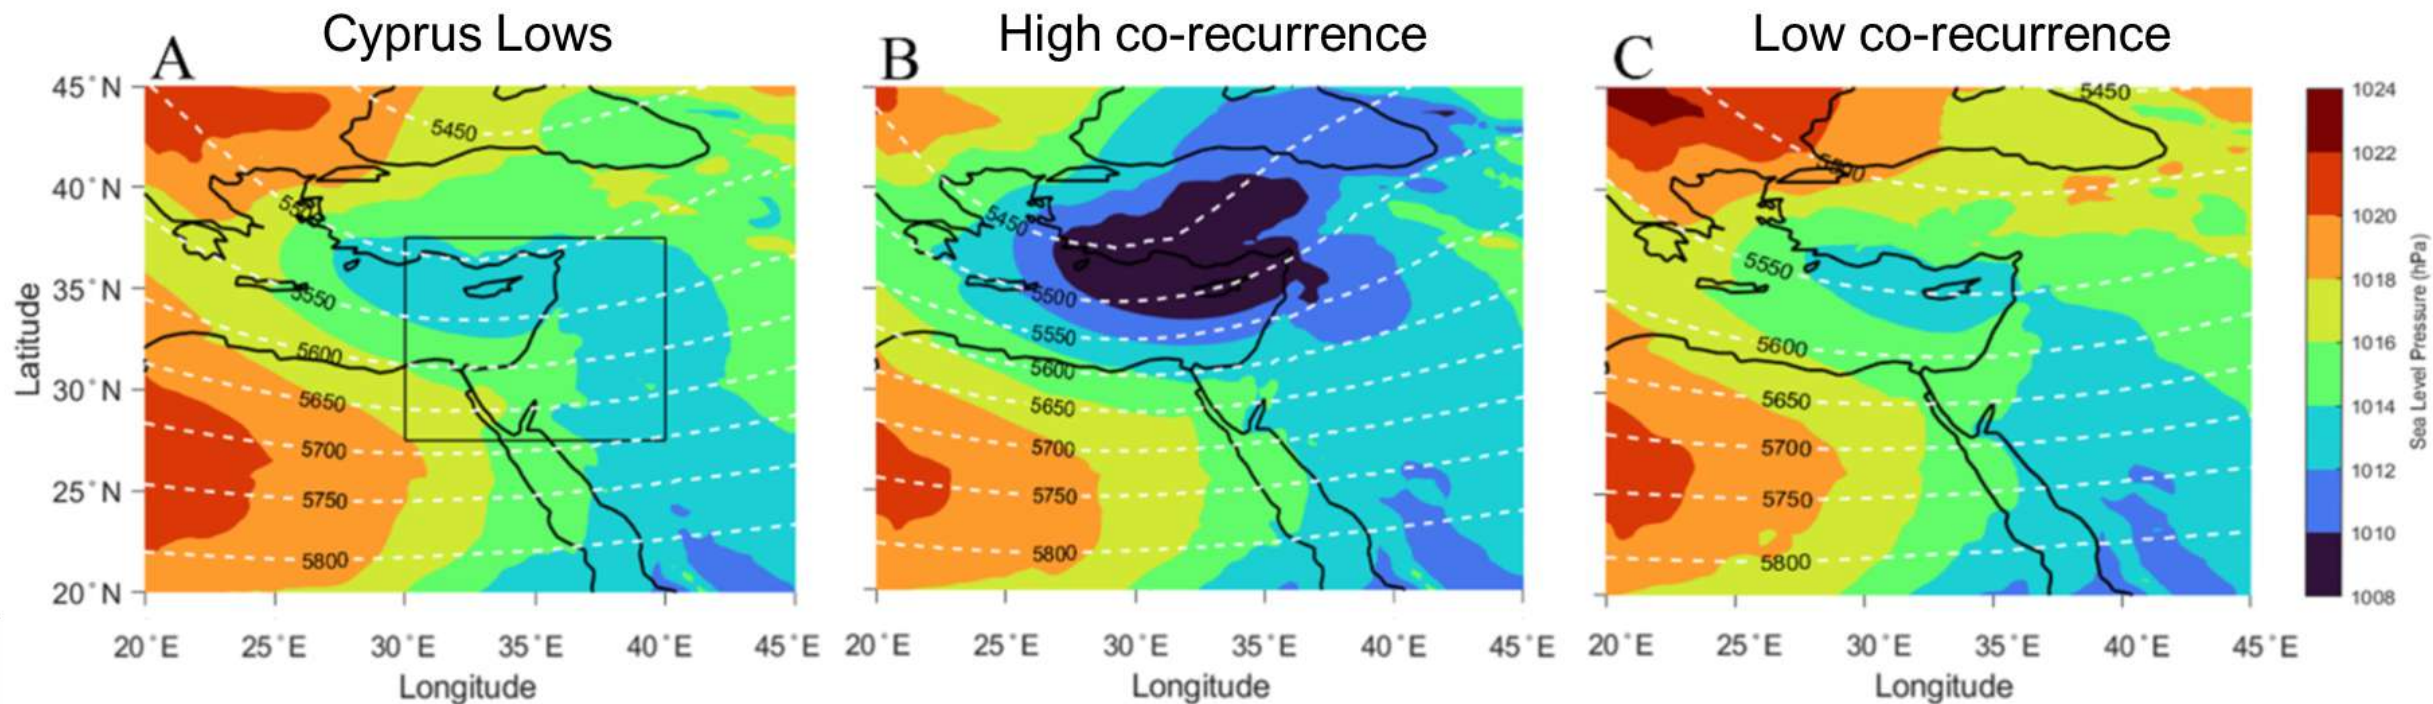 A
Cyprus Lows
B
High co-recurrence
C
Low co-recurrence
45°N
40°N
35°N
30°N
25°N
20°N
Latitude
5450
5550
5600
5650
5700
5750
5800
5450
5500
5550
5600
5650
5700
5750
5800
5450
5500
5550
5600
5650
5700
5750
5800
1024
1022
1020
1018
1016
1014
1012
1010
1008
Sea Level Pressure (hPa)
20°E 25°E 30°E 35°E 40°E 45°E
20°E 25°E 30°E 35°E 40°E 45°E
20°E 25°E 30°E 35°E 40°E 45°E
Longitude
Longitude
Longitude